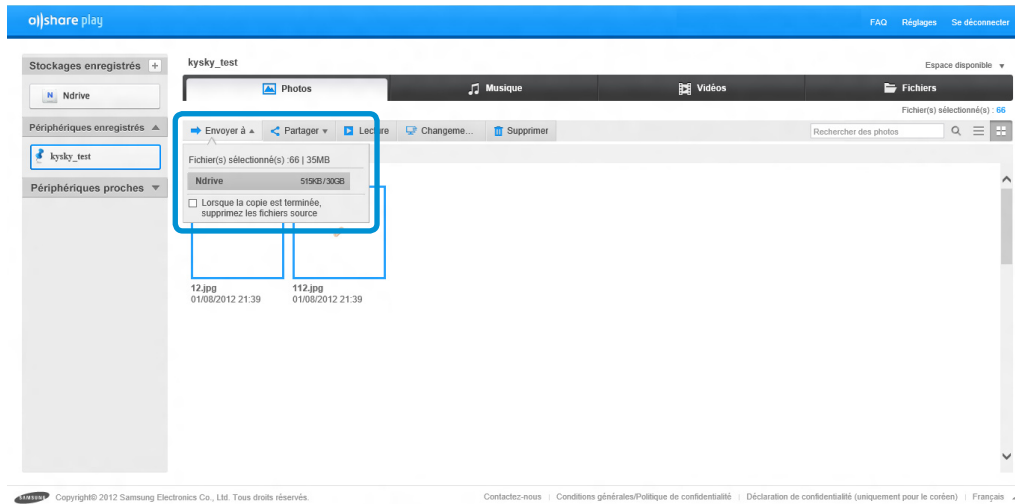 allshare play
FAQ Réglages Se déconnecter
Stockages enregistrés +
N Ndrive
Périphériques enregistrés
kysky_test
Périphériques proches
kysky_test
Espace disponible
Photos Musique Vidéos Fichiers
Fichier(s) sélectionné(s) : 66
Envoyer à Partager Lecture Changeme... Supprimer
Rechercher des photos
Fichier(s) sélectionné(s) :66 | 35MB
Ndrive 515KB/30GB
Lorsque la copie est terminée,
supprimez les fichiers source
12.jpg 112.jpg
01/08/2012 21:39 01/08/2012 21:39
SAMSUNG Copyright© 2012 Samsung Electronics Co., Ltd. Tous droits réservés.
Contactez-nous | Conditions générales/Politique de confidentialité | Déclaration de confidentialité (uniquement pour le coréen) | Français